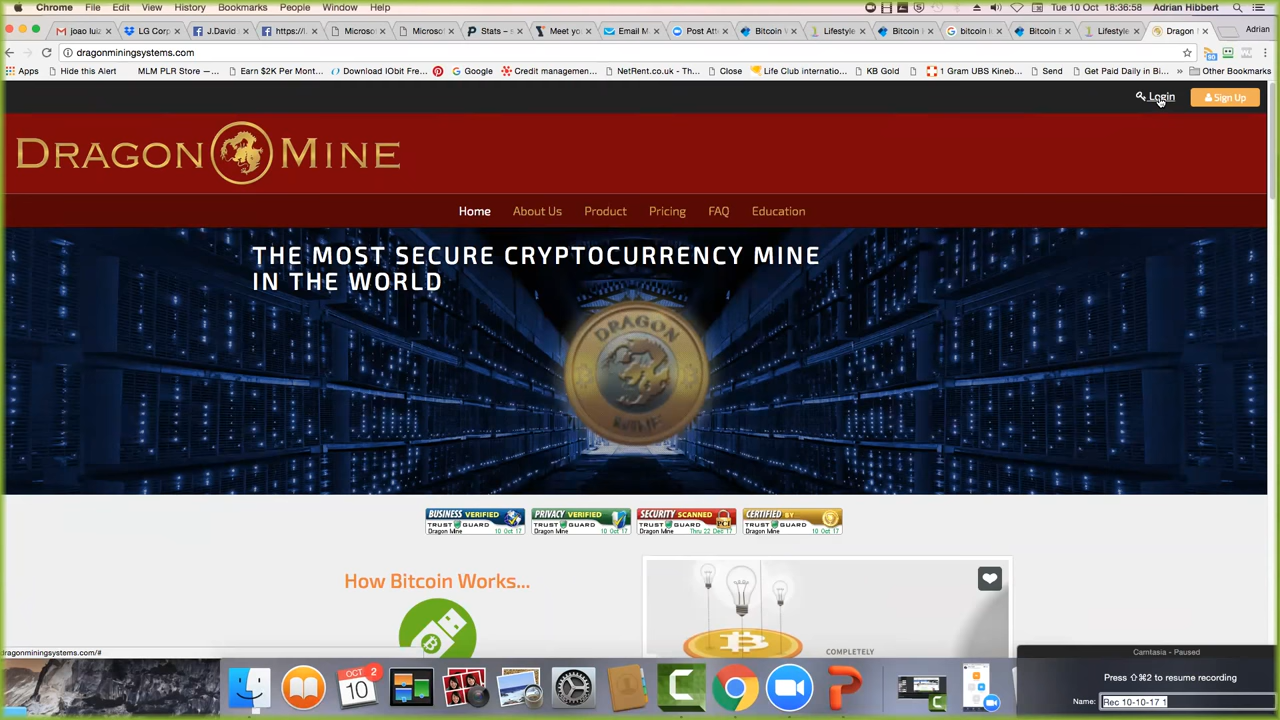 Chrome File Edit View History Bookmarks People Window Help Tue 10 Oct 18:36:58 Adrian Hibbert
joao luiz LG Corp J.David https://l. Microso Microso Stats – s Meet yo Email M Post Att Bitcoin V Lifestyle Bitcoin I bitcoin l Bitcoin I Lifestyle Dragon Adrian
dragonminingsystems.com
Apps Hide this Alert MLM PLR Store —... Earn $2K Per Mont... Download IObit Fre... Google Credit managemen... NetRent.co.uk - Th... Close Life Club internatio... KB Gold 1 Gram UBS Kineb... Send Get Paid Daily in Bi... » Other Bookmarks
Login Sign Up
DRAGON MINE
Home About Us Product Pricing FAQ Education
THE MOST SECURE CRYPTOCURRENCY MINE
IN THE WORLD
DRAGON
MINE
BUSINESS VERIFIED PRIVACY VERIFIED SECURITY SCANNED PCI CERTIFIED BY...
TRUST GUARD TRUST GUARD TRUST GUARD TRUST GUARD
Dragon Mine 10 Oct 17 Dragon Mine 10 Oct 17 Dragon Mine Thru 22 Dec 17 Dragon Mine 10 Oct 17
How Bitcoin Works...
COMPLETELY
dragonminingsystems.com/#
Camtasia - Paused
Press ⇧⌘2 to resume recording
Name: Rec 10-10-17 1
OCT 2
10